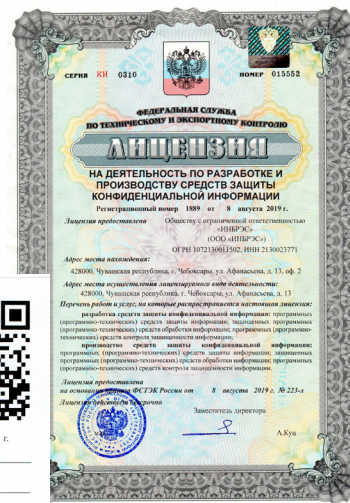 СЕРИЯ КИ 0310
НОМЕР 015552
ФЕДЕРАЛЬНАЯ СЛУЖБА
ПО ТЕХНИЧЕСКОМУ И ЭКСПОРТНОМУ КОНТРОЛЮ
ЛИЦЕНЗИЯ
НА ДЕЯТЕЛЬНОСТЬ ПО РАЗРАБОТКЕ И
ПРОИЗВОДСТВУ СРЕДСТВ ЗАЩИТЫ
КОНФИДЕНЦИАЛЬНОЙ ИНФОРМАЦИИ
Регистрационный номер 1889 от 8 августа 2019 г.
Лицензия предоставлена Обществу с ограниченной ответственностью
«ИНБРЭС»
(ООО «ИНБРЭС»)
ОГРН 1072130011502, ИНН 2130023771
Адрес места нахождения:
428000, Чувашская республика, г. Чебоксары, ул. Афанасьева, д. 13, оф. 2
Адрес места осуществления лицензируемого вида деятельности:
428000, Чувашская республика, г. Чебоксары, ул. Афанасьева, д. 13
Перечень работ и услуг, на которые распространяется настоящая лицензия:
разработка средств защиты конфиденциальной информации: программных
(программно-технических) средств защиты информации; защищенных программных
(программно-технических) средств обработки информации; программных (программно-
технических) средств контроля защищенности информации;
производство средств защиты конфиденциальной информации:
программных (программно-технических) средств защиты информации; защищенных
программных (программно-технических) средств обработки информации; программных
(программно-технических) средств контроля защищенности информации.
Лицензия предоставлена
на основании приказа ФСТЭК России от 8 августа 2019 г. № 223-л
Лицензия действует бессрочно
Заместитель директора
А.Куц
г.